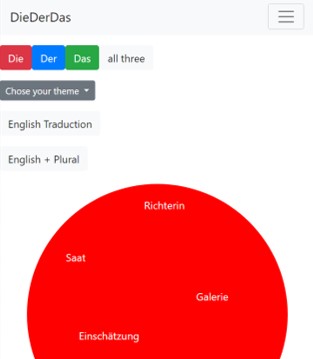 DieDerDas
Die Der Das all three
Chose your theme
English Traduction
English + Plural
Richterin
Saat
Galerie
Einschätzung